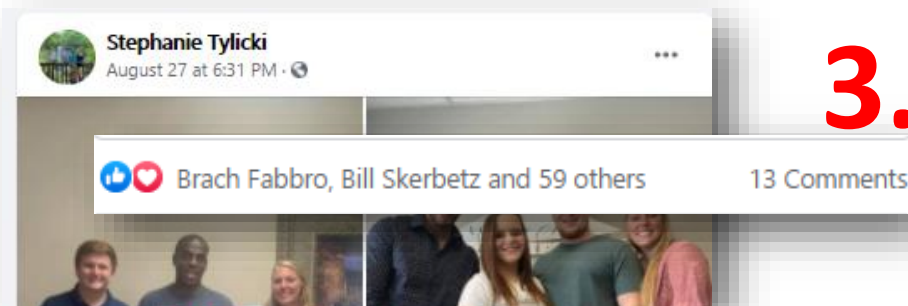 Stephanie Tylicki
August 27 at 6:31 PM ·
3.
Brach Fabbro, Bill Skerbetz and 59 others 13 Comments